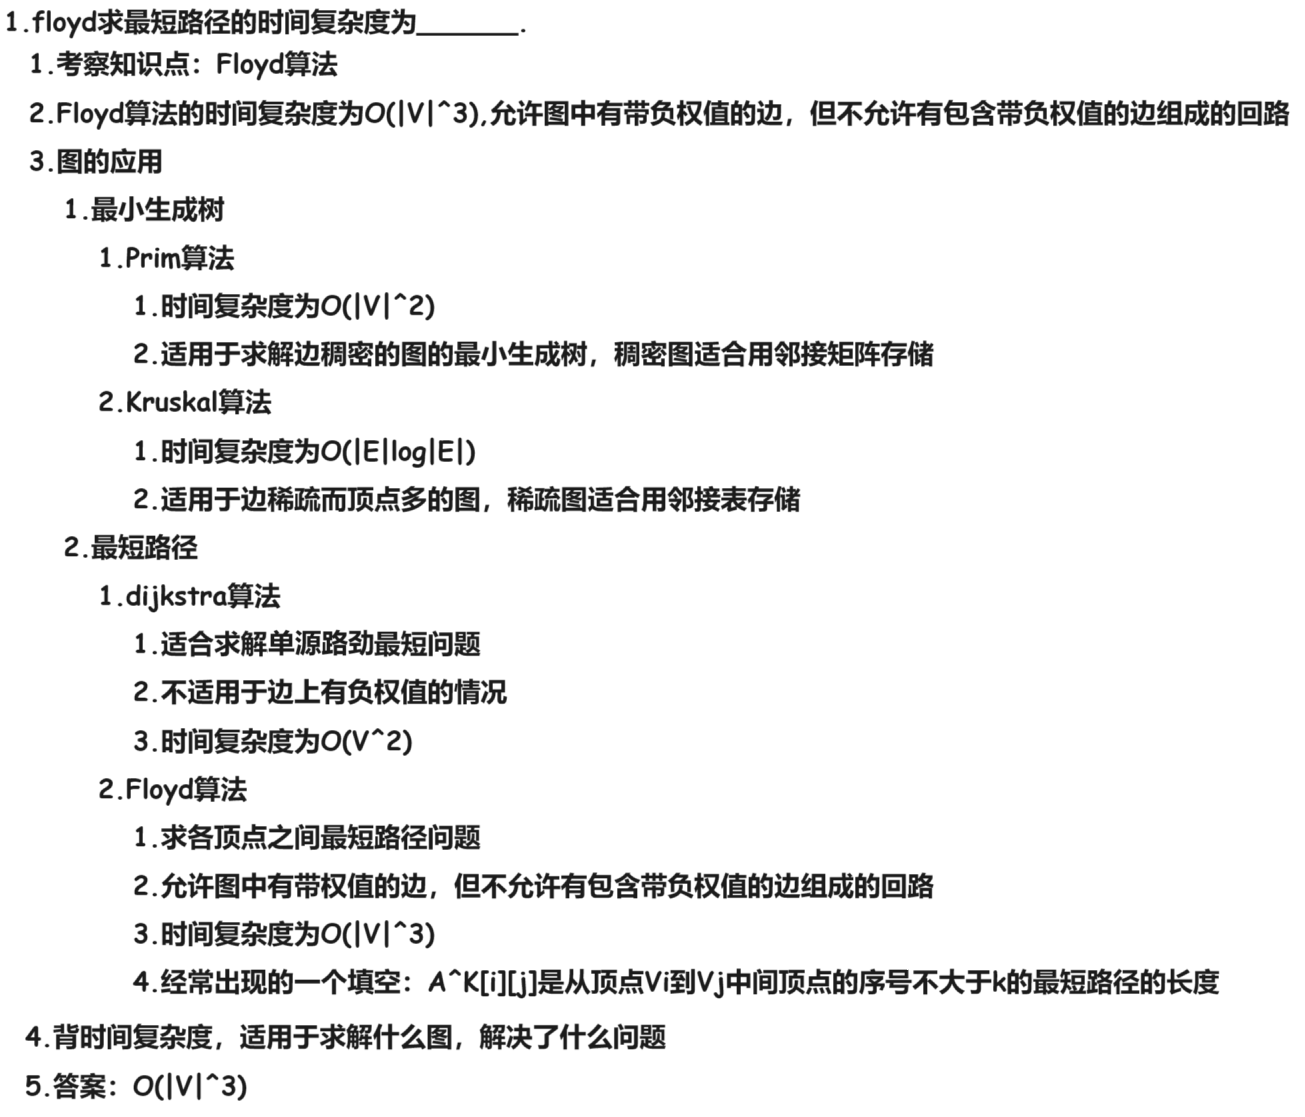 1.floyd求最短路径的时间复杂度为______.
1.考察知识点：Floyd算法
2.Floyd算法的时间复杂度为O(|V|^3),允许图中有带负权值的边，但不允许有包含带负权值的边组成的回路
3.图的应用
1.最小生成树
1.Prim算法
1.时间复杂度为O(|V|^2)
2.适用于求解边稠密的图的最小生成树，稠密图适合用邻接矩阵存储
2.Kruskal算法
1.时间复杂度为O(|E|log|E|)
2.适用于边稀疏而顶点多的图，稀疏图适合用邻接表存储
2.最短路径
1.dijkstra算法
1.适合求解单源路劲最短问题
2.不适用于边上有负权值的情况
3.时间复杂度为O(V^2)
2.Floyd算法
1.求各顶点之间最短路径问题
2.允许图中有带权值的边，但不允许有包含带负权值的边组成的回路
3.时间复杂度为O(|V|^3)
4.经常出现的一个填空：A^K[i][j]是从顶点Vi到Vj中间顶点的序号不大于k的最短路径的长度
4.背时间复杂度，适用于求解什么图，解决了什么问题
5.答案：O(|V|^3)